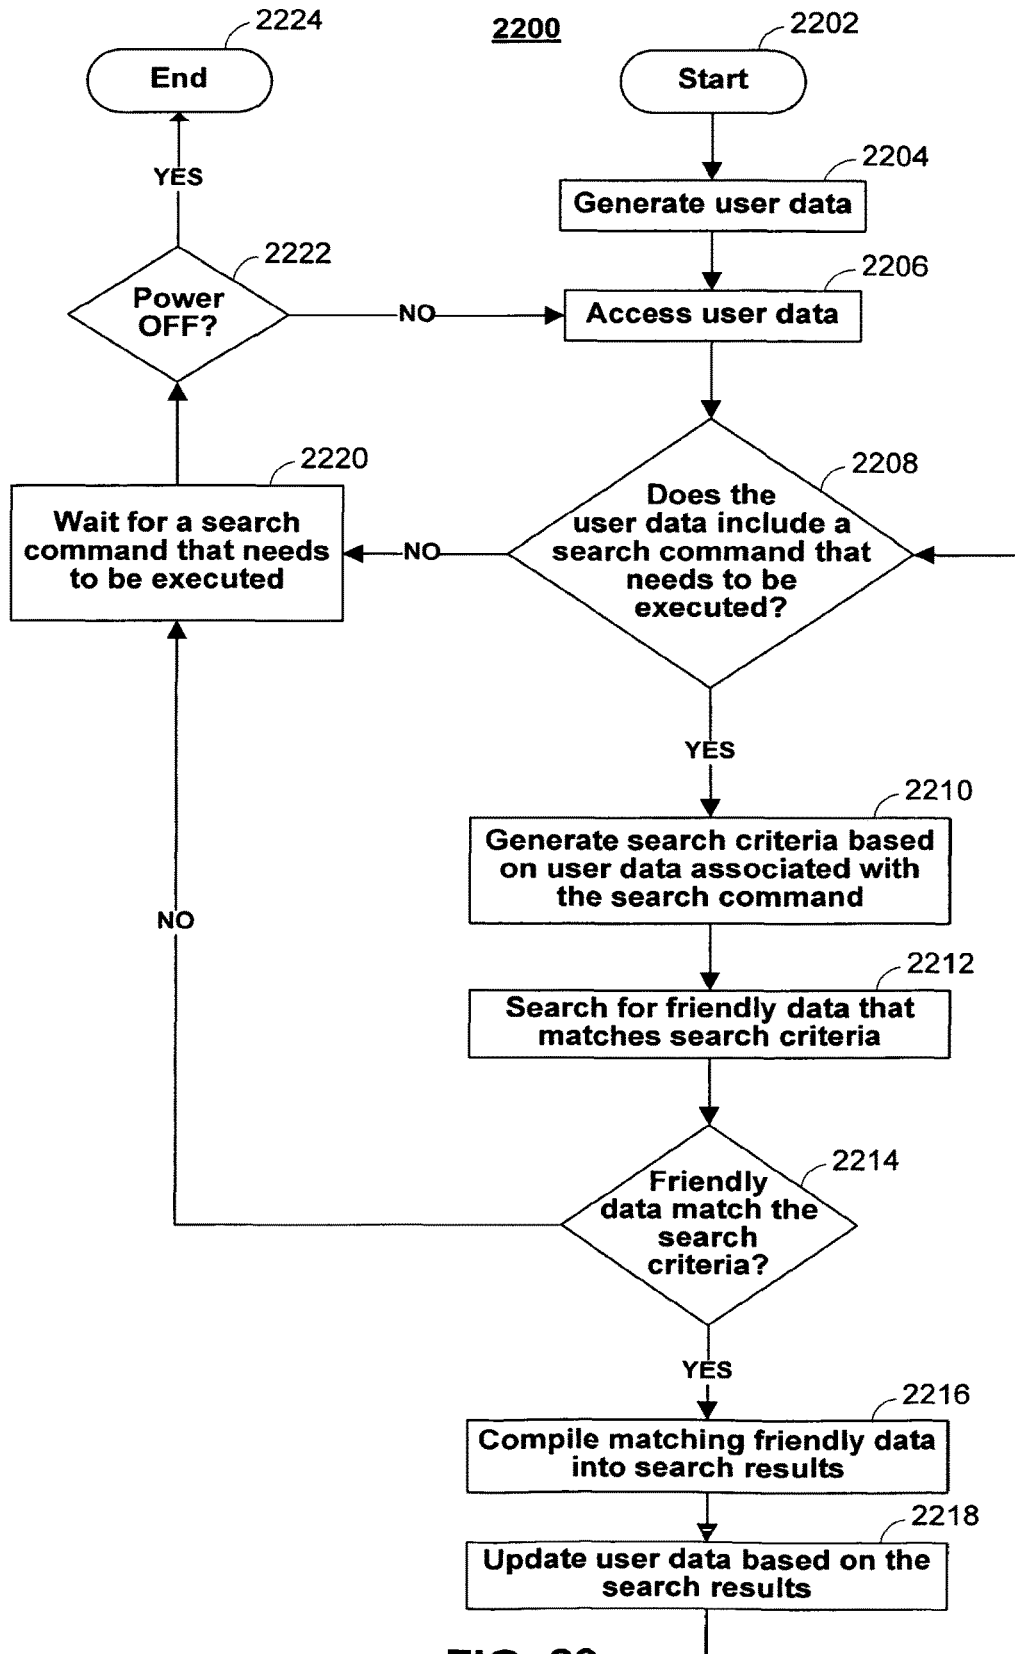 2200
2224
End
2202
Start
YES
2204
Generate user data
2222
Power
OFF?
NO
2206
Access user data
2220
Wait for a search
command that needs
to be executed
NO
2208
Does the
user data include a
search command that
needs to be
executed?
YES
2210
Generate search criteria based
on user data associated with
the search command
NO
2212
Search for friendly data that
matches search criteria
2214
Friendly
data match the
search
criteria?
YES
2216
Compile matching friendly data
into search results
2218
Update user data based on the
search results